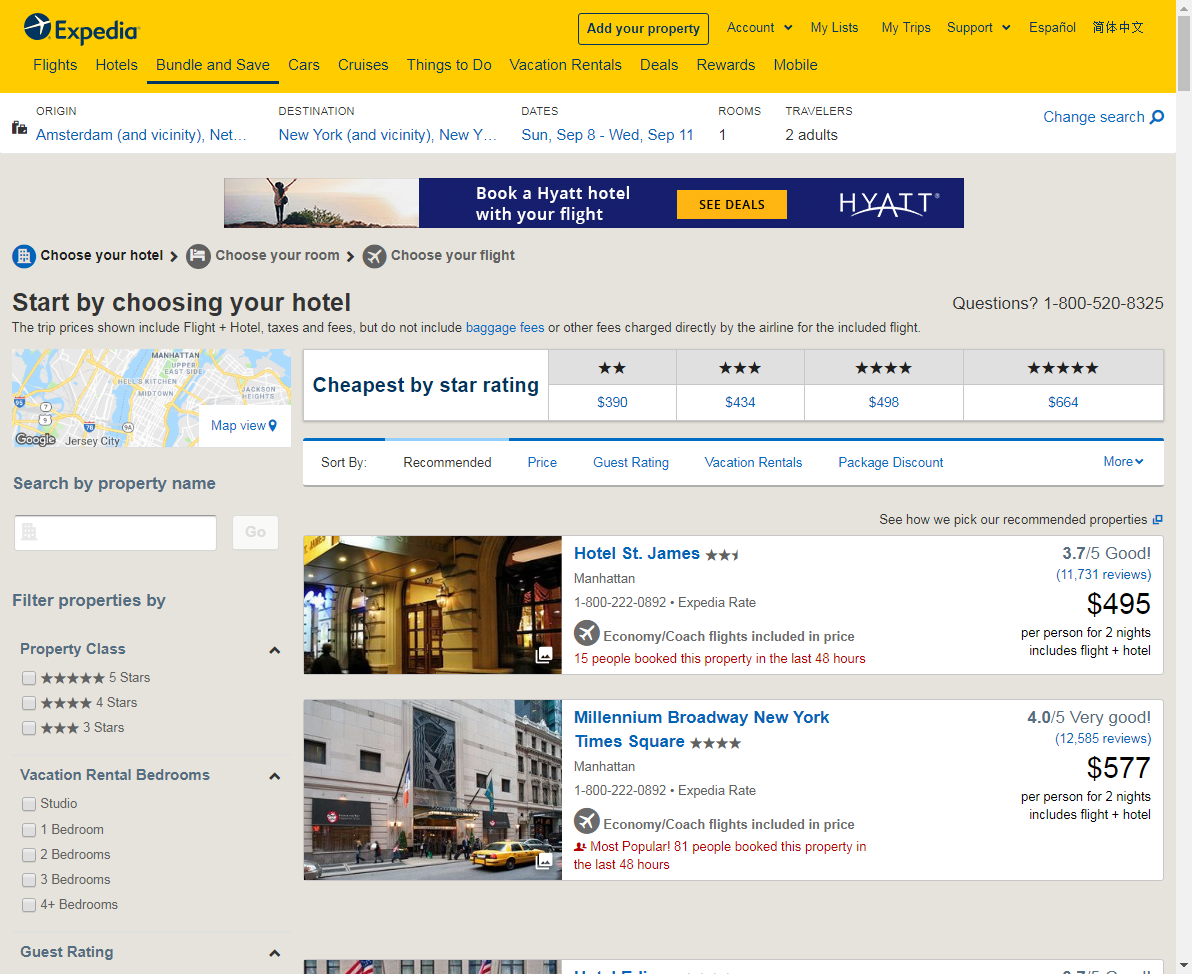 Expedia
Add your property
Account
My Lists
My Trips
Support
Español
简体中文
Flights
Hotels
Bundle and Save
Cars
Cruises
Things to Do
Vacation Rentals
Deals
Rewards
Mobile
ORIGIN
Amsterdam (and vicinity), Net...
DESTINATION
New York (and vicinity), New Y...
DATES
Sun, Sep 8 - Wed, Sep 11
ROOMS
1
TRAVELERS
2 adults
Change search
Book a Hyatt hotel
with your flight
SEE DEALS
HYATT®
Choose your hotel
Choose your room
Choose your flight
Start by choosing your hotel
Questions? 1-800-520-8325
The trip prices shown include Flight + Hotel, taxes and fees, but do not include baggage fees or other fees charged directly by the airline for the included flight.
MANHATTAN
UPPER
EAST SIDE
HELL'S KITCHEN
MIDTOWN
JACKSON
HEIGHTS
95
7
9
78
9A
Google
Jersey City
Map view
Cheapest by star rating
★★
★★★
★★★★
★★★★★
$390
$434
$498
$664
Sort By:
Recommended
Price
Guest Rating
Vacation Rentals
Package Discount
More
Search by property name
Go
See how we pick our recommended properties
Filter properties by
Property Class
★★★★★ 5 Stars
★★★★ 4 Stars
★★★ 3 Stars
Vacation Rental Bedrooms
Studio
1 Bedroom
2 Bedrooms
3 Bedrooms
4+ Bedrooms
Guest Rating
Hotel St. James
Manhattan
1-800-222-0892 • Expedia Rate
Economy/Coach flights included in price
15 people booked this property in the last 48 hours
3.7/5 Good!
(11,731 reviews)
$495
per person for 2 nights
includes flight + hotel
Millennium Broadway New York
Times Square ★★★★
Manhattan
1-800-222-0892 • Expedia Rate
Economy/Coach flights included in price
Most Popular! 81 people booked this property in
the last 48 hours
4.0/5 Very good!
(12,585 reviews)
$577
per person for 2 nights
includes flight + hotel